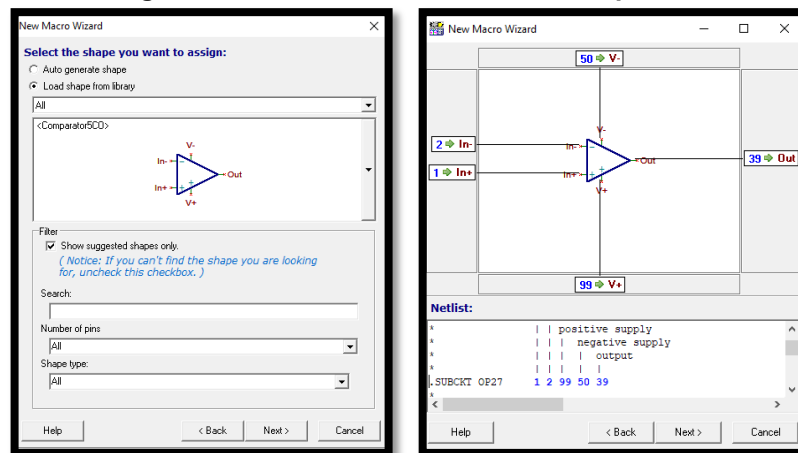 New Macro Wizard
Select the shape you want to assign:
Auto generate shape
Load shape from library
All
<Comparator5CO>
V-
In-
Out
In+
V+
Filter
Show suggested shapes only.
( Notice: If you can't find the shape you are looking
for, uncheck this checkbox. )
Search:
Number of pins
All
Shape type:
All
Help
< Back
Next >
Cancel
New Macro Wizard
50 V-
V-
2 In-
In-
Out
39 Out
1 In+
In+
V+
99 V+
Netlist:
* | | positive supply
* | | | negative supply
* | | | | output
* | | | | |
.SUBCKT OP27 1 2 99 50 39
*
Help
< Back
Next >
Cancel